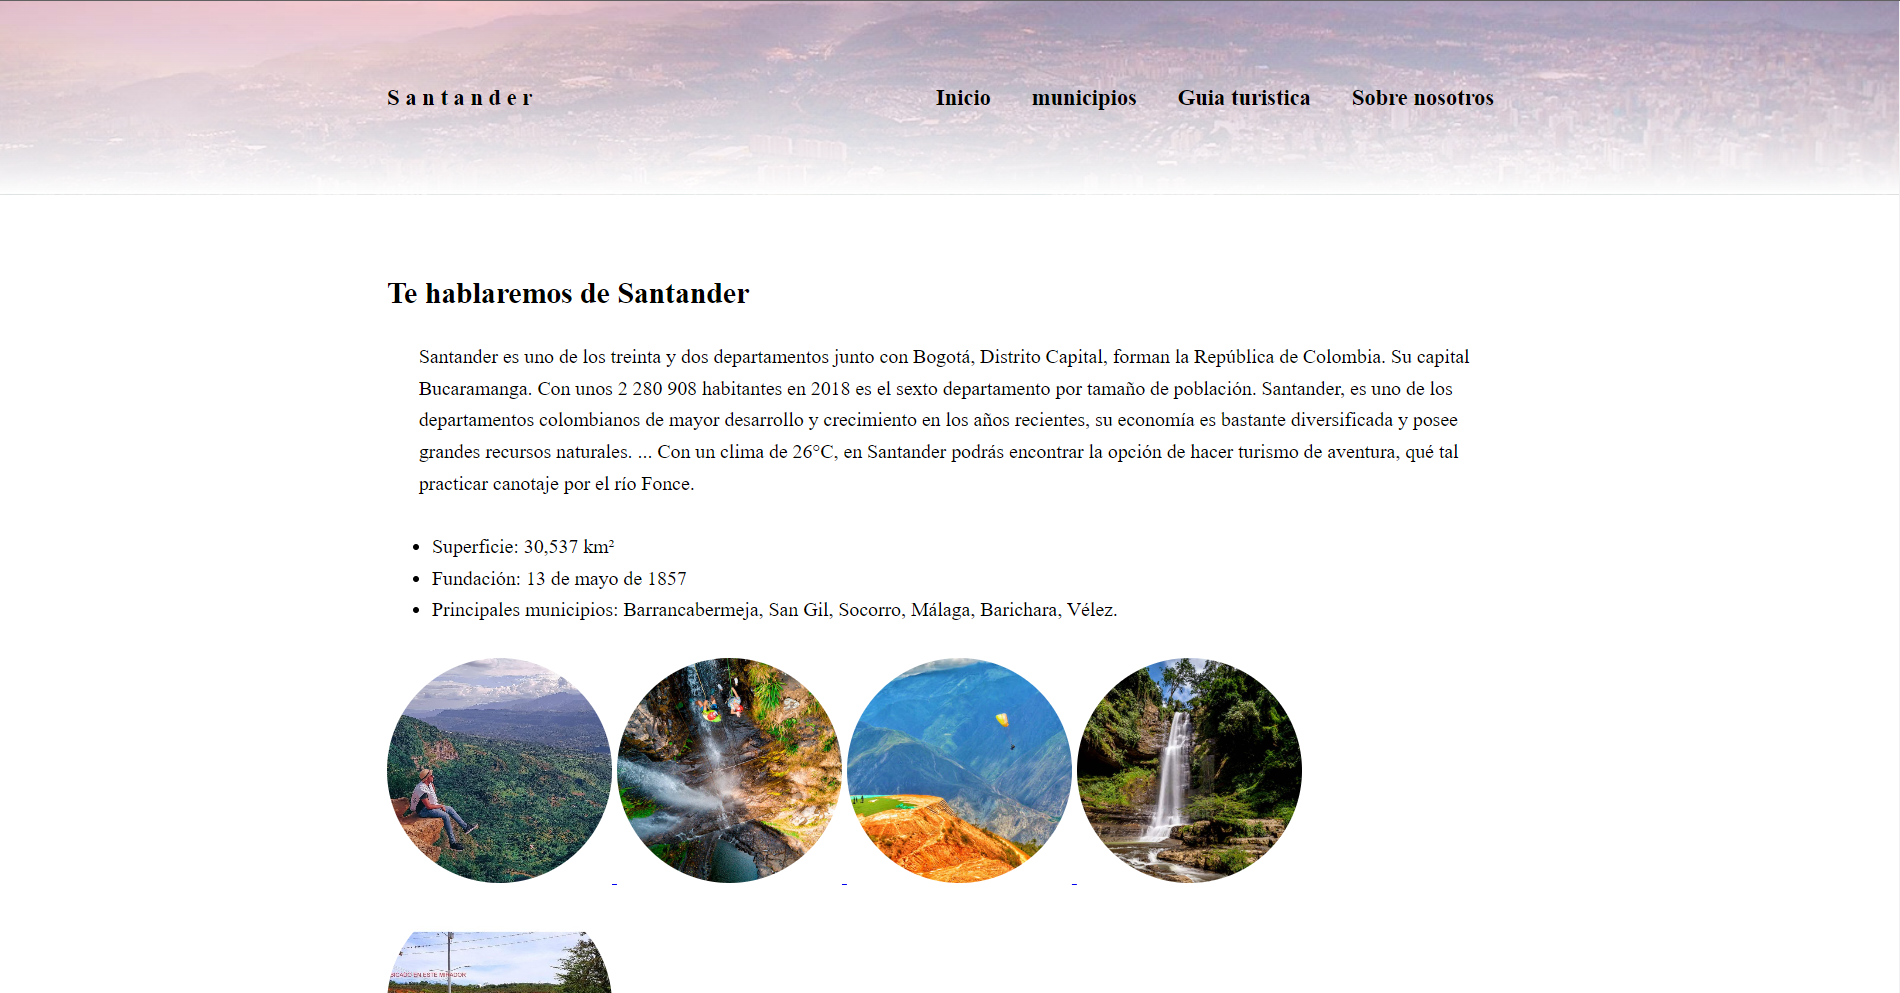 Santander
Inicio municipios Guia turistica Sobre nosotros
Te hablaremos de Santander
Santander es uno de los treinta y dos departamentos junto con Bogotá, Distrito Capital, forman la República de Colombia. Su capital
Bucaramanga. Con unos 2 280 908 habitantes en 2018 es el sexto departamento por tamaño de población. Santander, es uno de los
departamentos colombianos de mayor desarrollo y crecimiento en los años recientes, su economía es bastante diversificada y posee
grandes recursos naturales. ... Con un clima de 26°C, en Santander podrás encontrar la opción de hacer turismo de aventura, qué tal
practicar canotaje por el río Fonce.
• Superficie: 30,537 km²
• Fundación: 13 de mayo de 1857
• Principales municipios: Barrancabermeja, San Gil, Socorro, Málaga, Barichara, Vélez.
EN ESTE MIRADOR